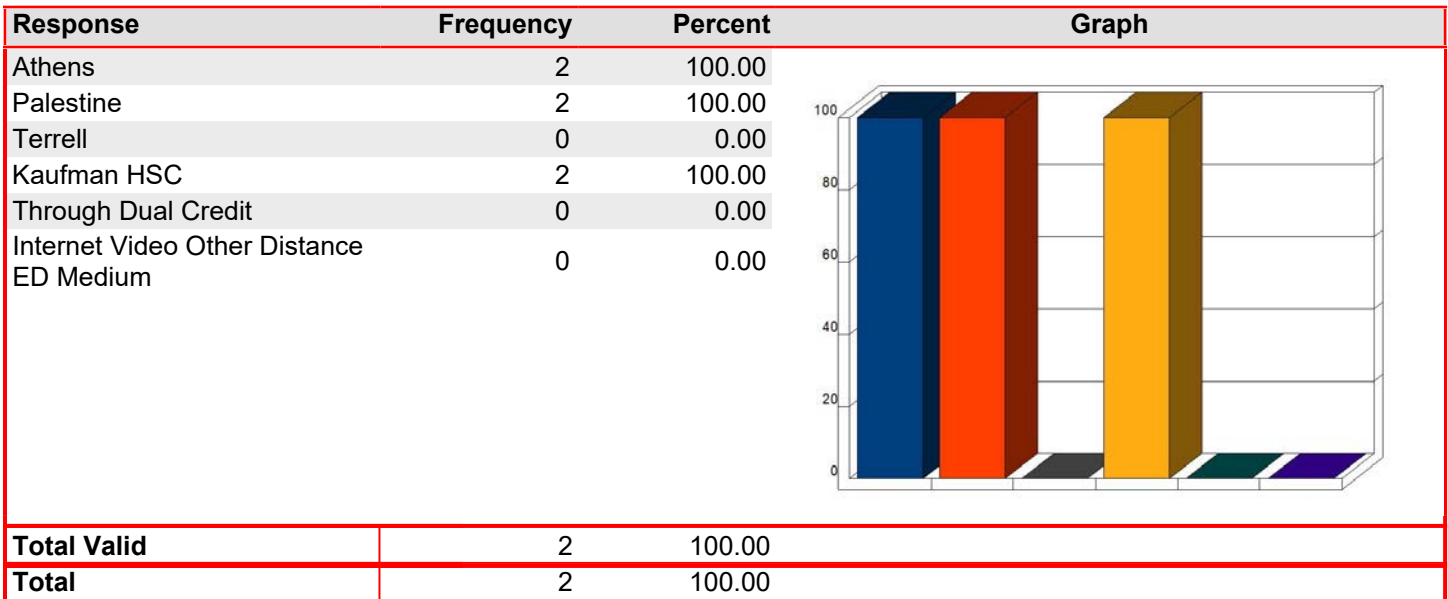 Response Frequency Percent Graph
Athens 2 100.00
Palestine 2 100.00
Terrell 0 0.00
Kaufman HSC 2 100.00
Through Dual Credit 0 0.00
Internet Video Other Distance
ED Medium 0 0.00
100
80
60
40
20
0
Total Valid 2 100.00
Total 2 100.00